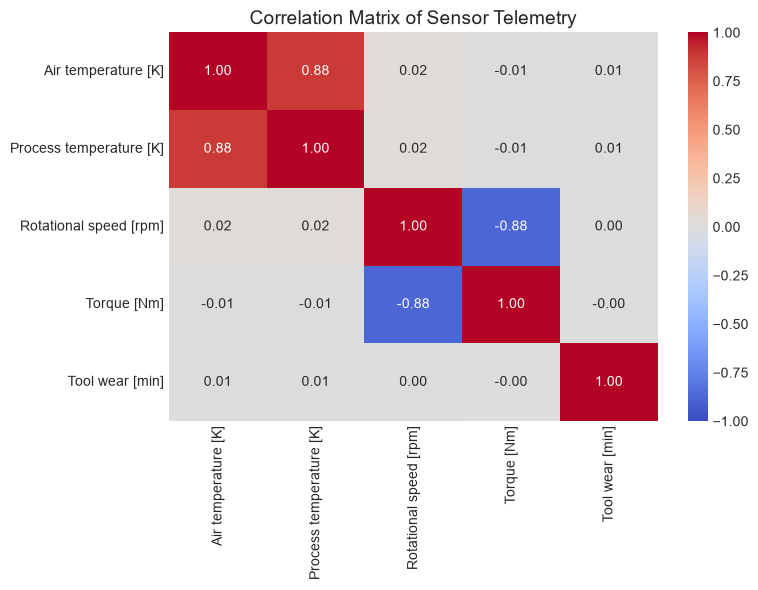 Correlation Matrix of Sensor Telemetry
Air temperature [K] 1.00 0.88 0.02 -0.01 0.01
Process temperature [K] 0.88 1.00 0.02 -0.01 0.01
Rotational speed [rpm] 0.02 0.02 1.00 -0.88 0.00
Torque [Nm] -0.01 -0.01 -0.88 1.00 -0.00
Tool wear [min] 0.01 0.01 0.00 -0.00 1.00
Air temperature [K]
Process temperature [K]
Rotational speed [rpm]
Torque [Nm]
Tool wear [min]
1.00
0.75
0.50
0.25
0.00
−0.25
−0.50
−0.75
−1.00